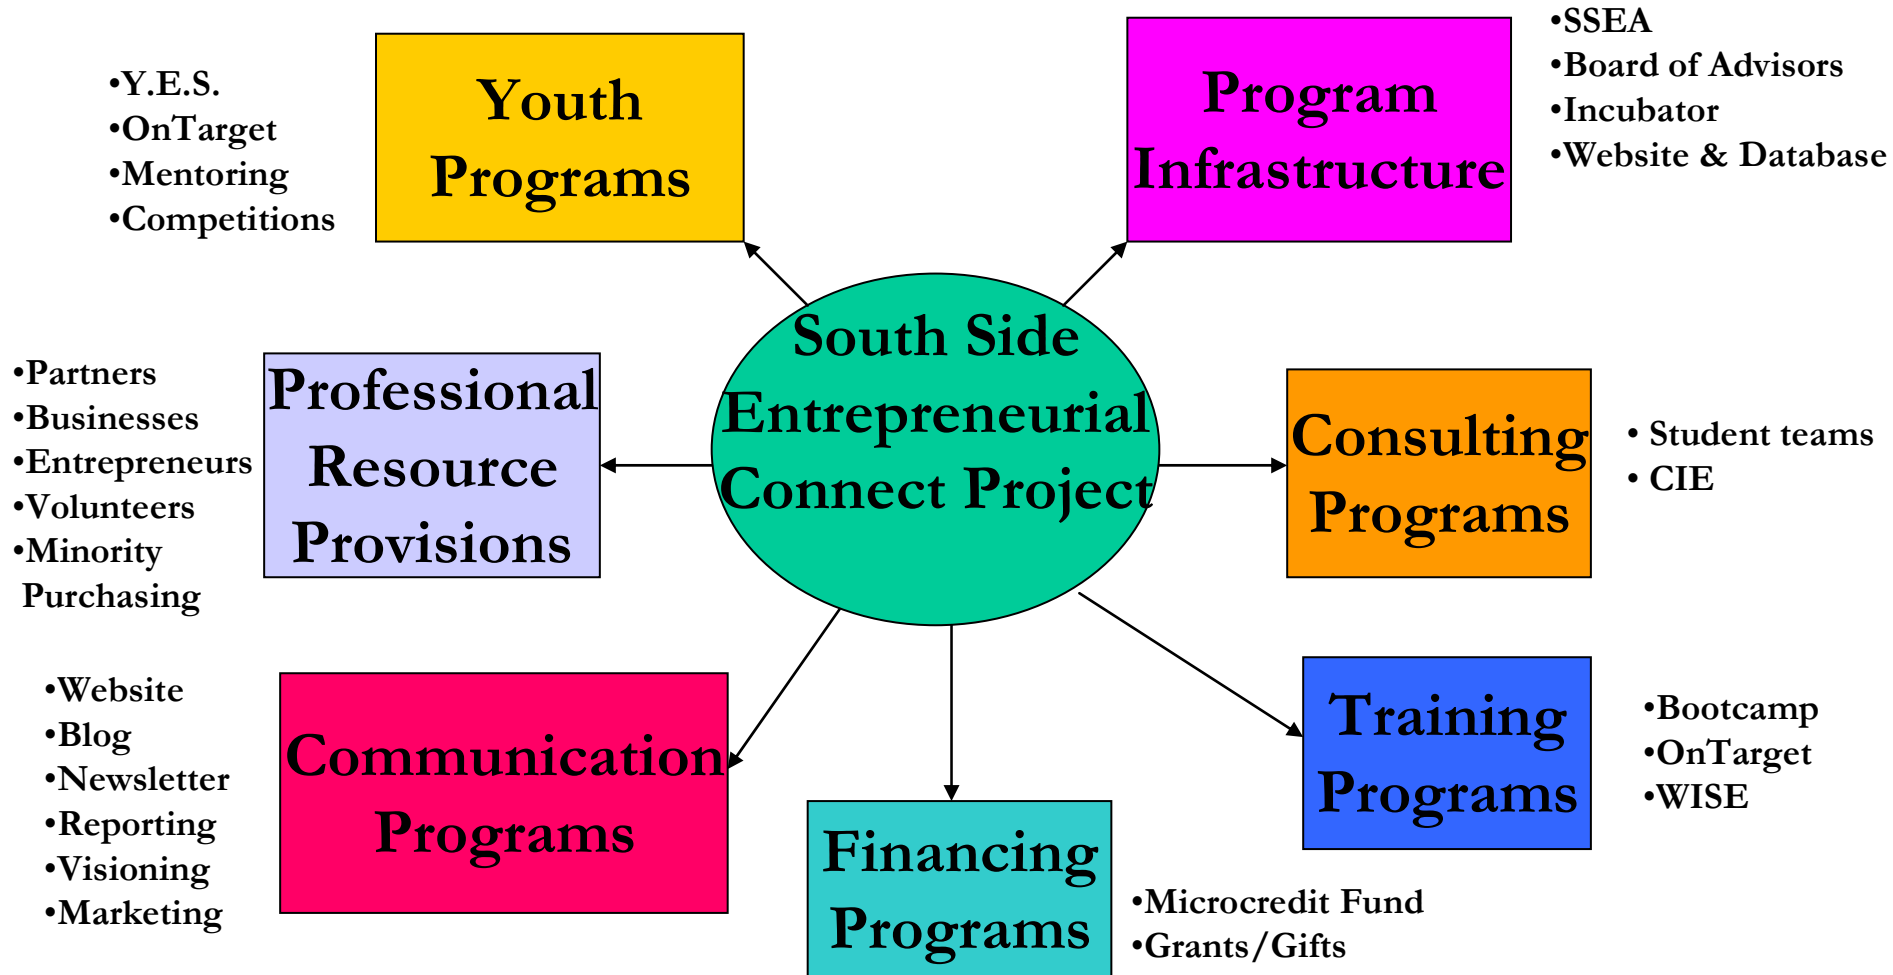 •Y.E.S.
•OnTarget
•Mentoring
•Competitions
Youth
Programs
Program
Infrastructure
•SSEA
•Board of Advisors
•Incubator
•Website & Database
South Side
Entrepreneurial
Connect Project
•Partners
•Businesses
•Entrepreneurs
•Volunteers
•Minority
Purchasing
Professional
Resource
Provisions
Consulting
Programs
• Student teams
• CIE
•Website
•Blog
•Newsletter
•Reporting
•Visioning
•Marketing
Communication
Programs
Financing
Programs
•Microcredit Fund
•Grants/Gifts
Training
Programs
•Bootcamp
•OnTarget
•WISE